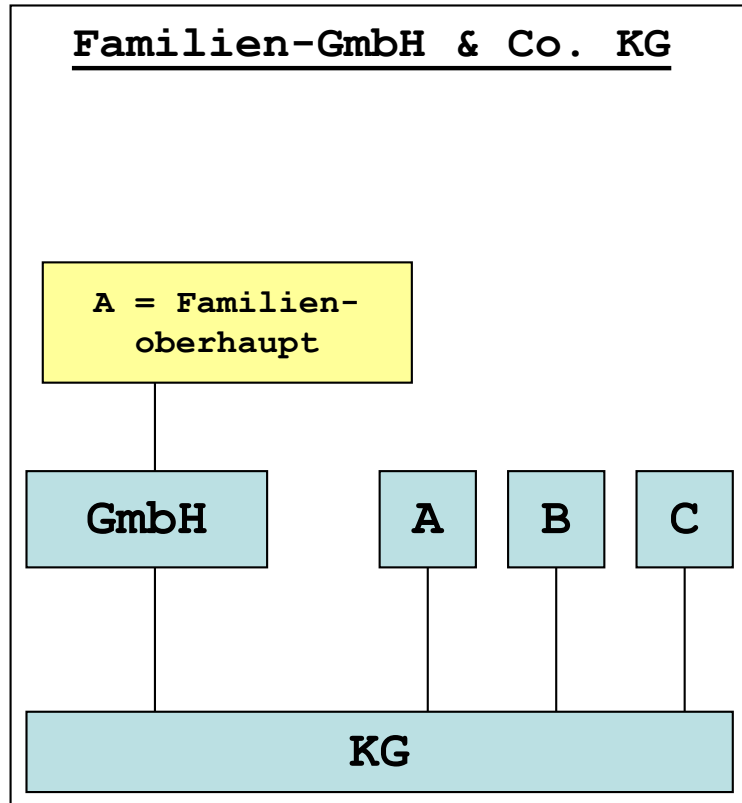 Familien-GmbH & Co. KG
A = Familien-
oberhaupt
GmbH
A
B
C
KG